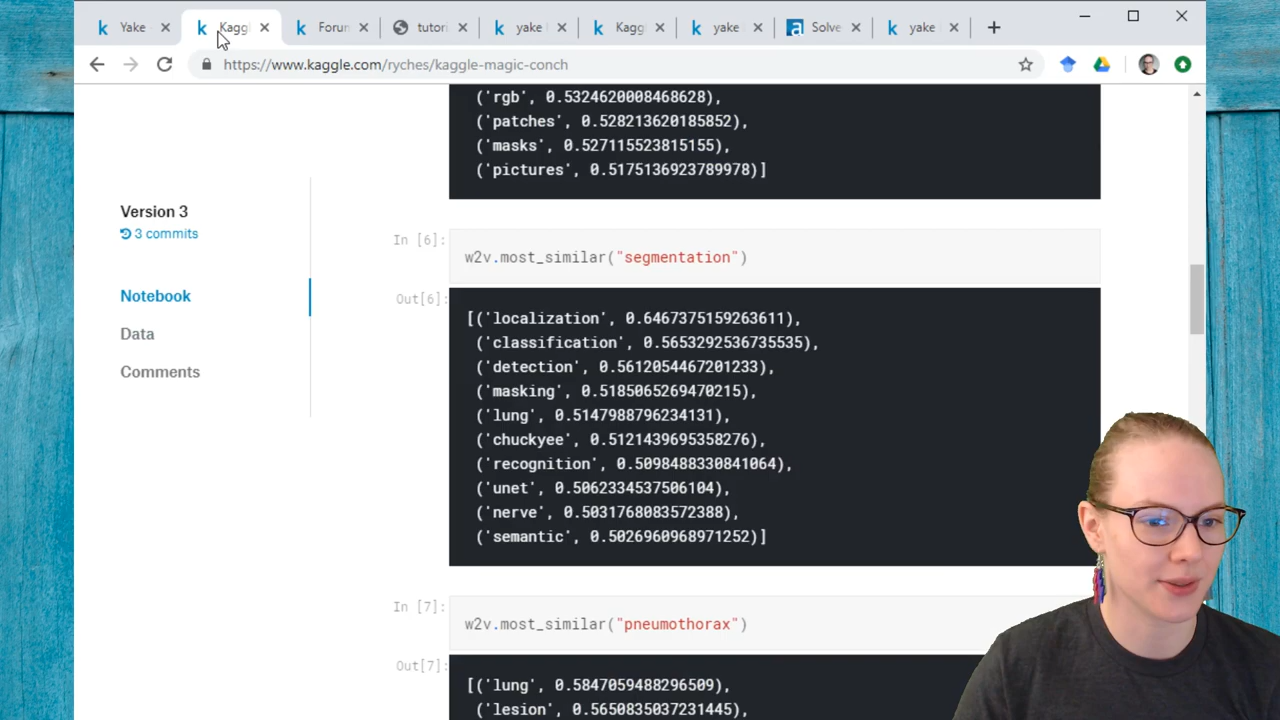 Yake
Kaggl
Forun
tutori
yake
Kagg
yake
Solve
yake
https://www.kaggle.com/ryches/kaggle-magic-conch
('rgb', 0.5324620008468628),
('patches', 0.528213620185852),
('masks', 0.527115523815155),
('pictures', 0.5175136923789978)]
Version 3
3 commits
Notebook
Data
Comments
In [6]:
w2v.most_similar("segmentation")
Out[6]:
[('localization', 0.6467375159263611),
('classification', 0.5653292536735535),
('detection', 0.5612054467201233),
('masking', 0.5185065269470215),
('lung', 0.5147988796234131),
('chuckyee', 0.5121439695358276),
('recognition', 0.5098488330841064),
('unet', 0.5062334537506104),
('nerve', 0.5031768083572388),
('semantic', 0.5026960968971252)]
In [7]:
w2v.most_similar("pneumothorax")
Out[7]:
[('lung', 0.5847059488296509),
('lesion', 0.5650835037231445),